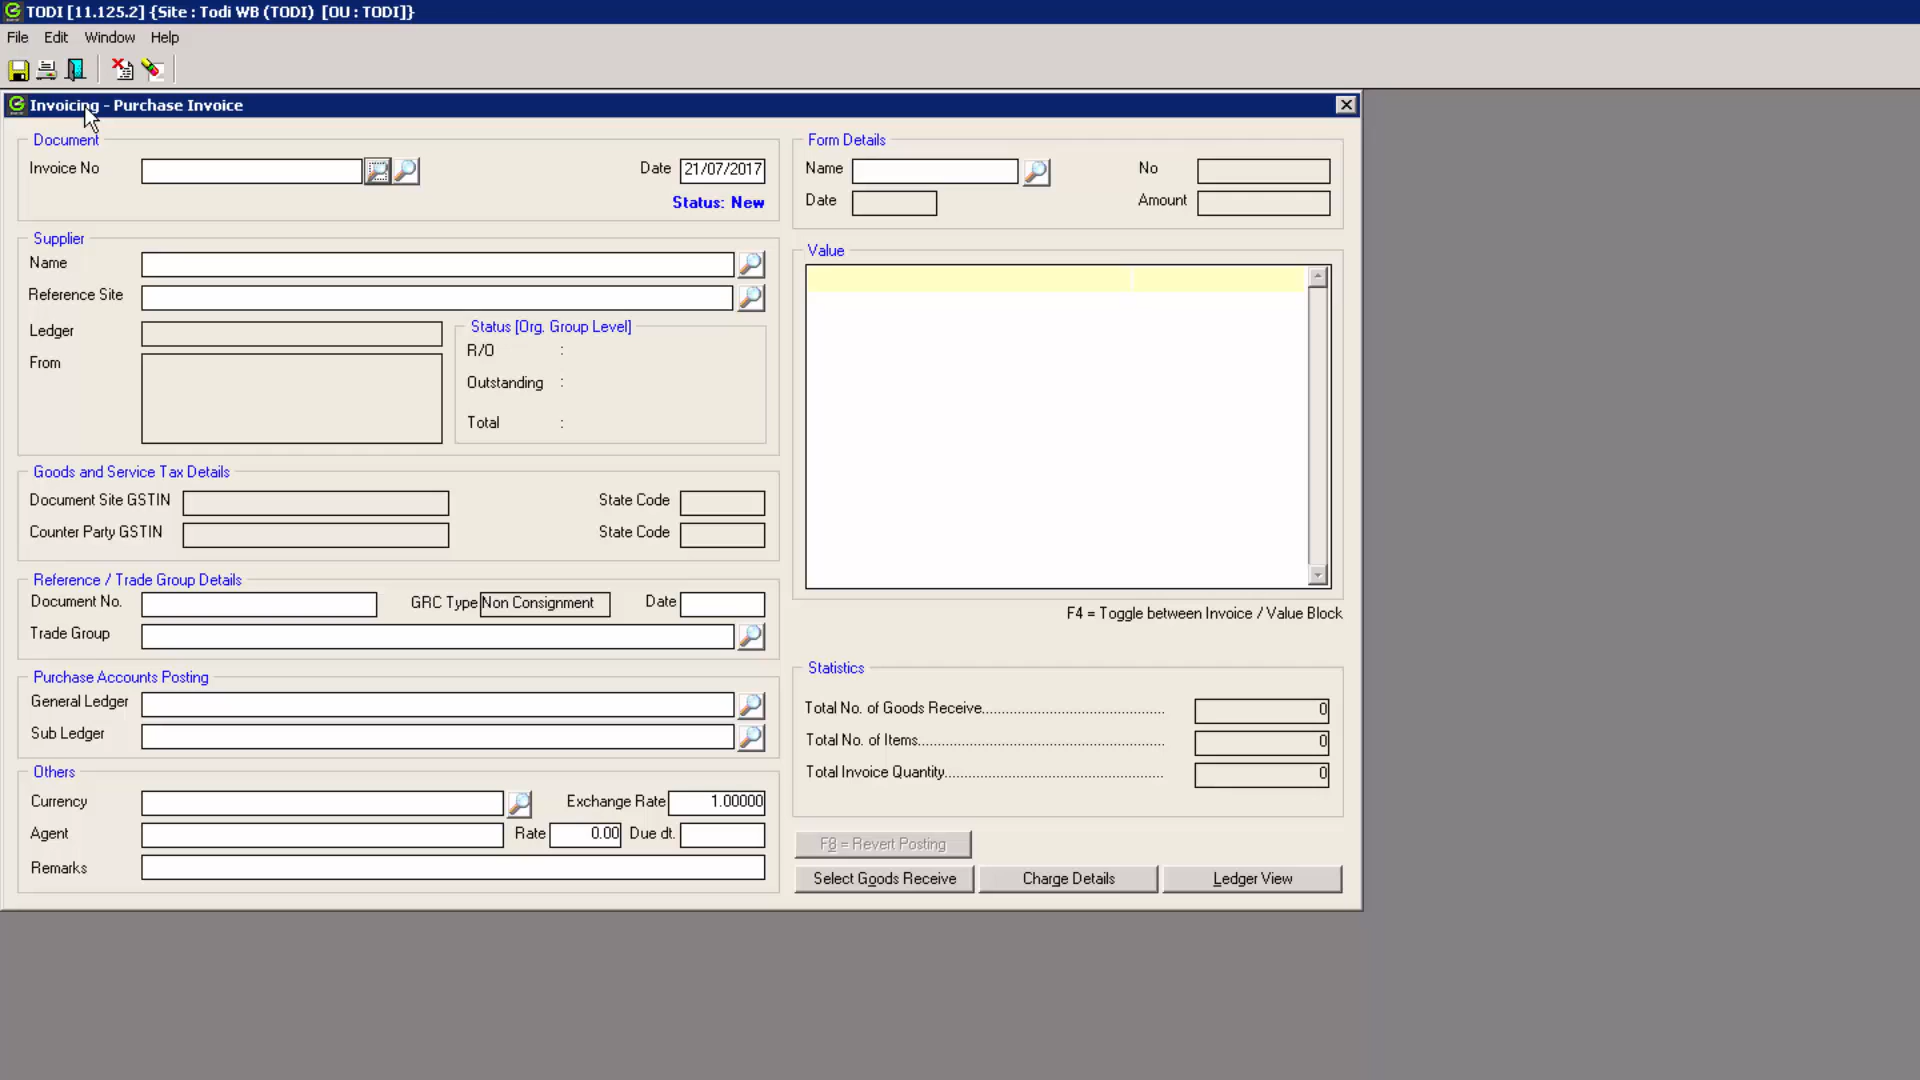 TODI [11.125.2] {Site : Todi WB (TODI) [OU : TODI]}
File Edit Window Help
Invoicing - Purchase Invoice
Document
Invoice No
Date 21/07/2017
Status: New
Supplier
Name
Reference Site
Ledger
From
Status [Org. Group Level]
R/O :
Outstanding :
Total :
Goods and Service Tax Details
Document Site GSTIN State Code
Counter Party GSTIN State Code
Reference / Trade Group Details
Document No. GRC Type Non Consignment Date
Trade Group
Purchase Accounts Posting
General Ledger
Sub Ledger
Others
Currency Exchange Rate 1.00000
Agent Rate 0.00 Due dt.
Remarks
Form Details
Name No
Date Amount
Value
F4 = Toggle between Invoice / Value Block
Statistics
Total No. of Goods Receive............................................. 0
Total No. of Items............................................................. 0
Total Invoice Quantity...................................................... 0
F8 = Revert Posting
Select Goods Receive Charge Details Ledger View